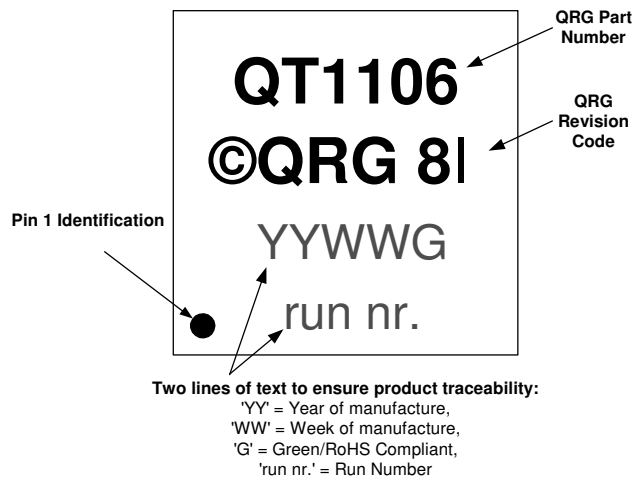 QRG Part
Number
QT1106
QRG
Revision
Code
©QRG 8I
Pin 1 Identification
YYWWG
run nr.
Two lines of text to ensure product traceability:
'YY' = Year of manufacture,
'WW' = Week of manufacture,
'G' = Green/RoHS Compliant,
'run nr.' = Run Number